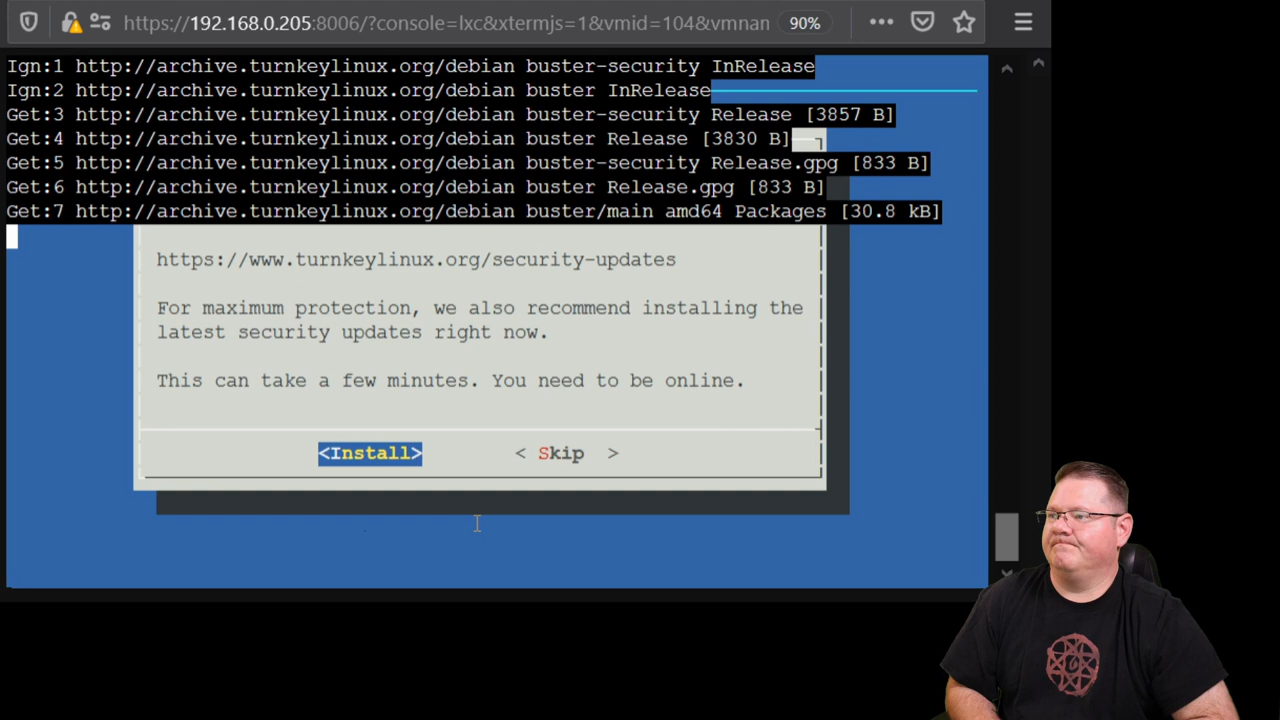 https://192.168.0.205:8006/?console=lxc&xtermjs=1&vmid=104&vmnan
90%
Ign:1 http://archive.turnkeylinux.org/debian buster-security InRelease
Ign:2 http://archive.turnkeylinux.org/debian buster InRelease
Get:3 http://archive.turnkeylinux.org/debian buster-security Release [3857 B]
Get:4 http://archive.turnkeylinux.org/debian buster Release [3830 B]
Get:5 http://archive.turnkeylinux.org/debian buster-security Release.gpg [833 B]
Get:6 http://archive.turnkeylinux.org/debian buster Release.gpg [833 B]
Get:7 http://archive.turnkeylinux.org/debian buster/main amd64 Packages [30.8 kB]
https://www.turnkeylinux.org/security-updates
For maximum protection, we also recommend installing the
latest security updates right now.
This can take a few minutes. You need to be online.
<Install> < Skip >